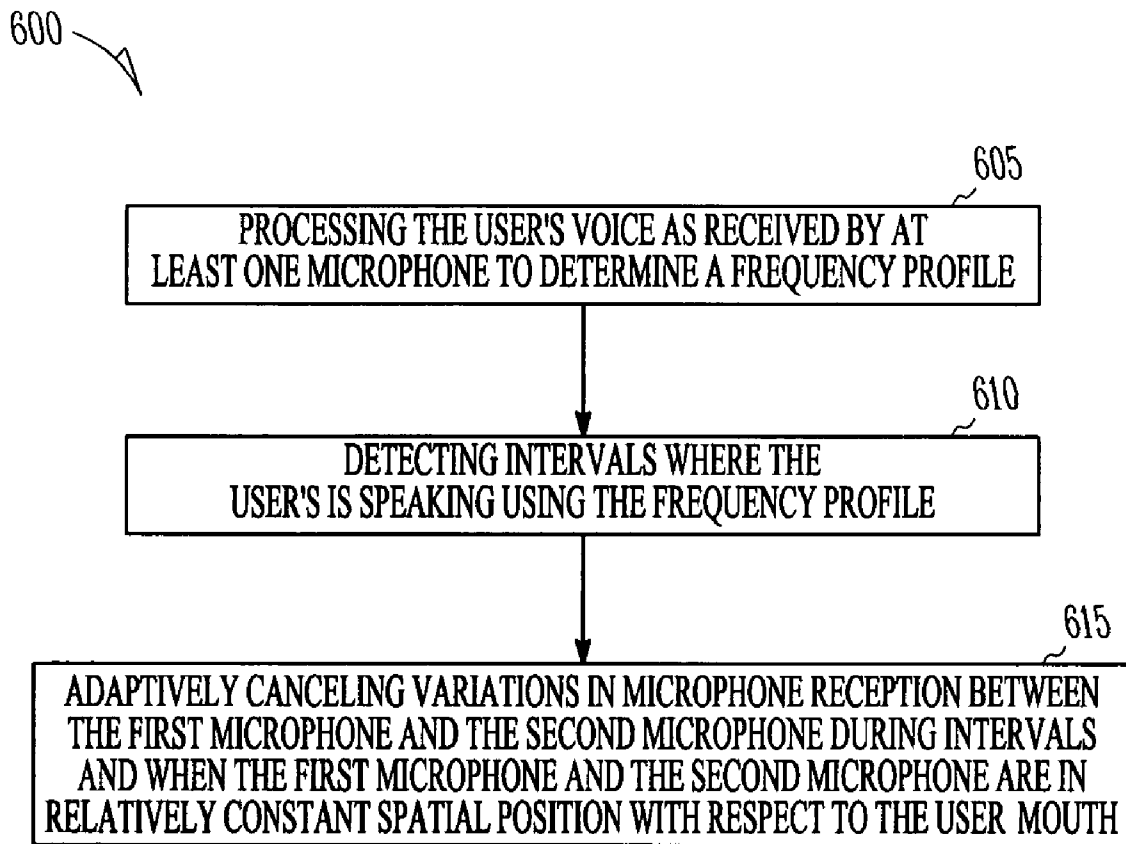 600
605
PROCESSING THE USER'S VOICE AS RECEIVED BY AT
LEAST ONE MICROPHONE TO DETERMINE A FREQUENCY PROFILE
610
DETECTING INTERVALS WHERE THE
USER'S IS SPEAKING USING THE FREQUENCY PROFILE
615
ADAPTIVELY CANCELING VARIATIONS IN MICROPHONE RECEPTION BETWEEN
THE FIRST MICROPHONE AND THE SECOND MICROPHONE DURING INTERVALS
AND WHEN THE FIRST MICROPHONE AND THE SECOND MICROPHONE ARE IN
RELATIVELY CONSTANT SPATIAL POSITION WITH RESPECT TO THE USER MOUTH